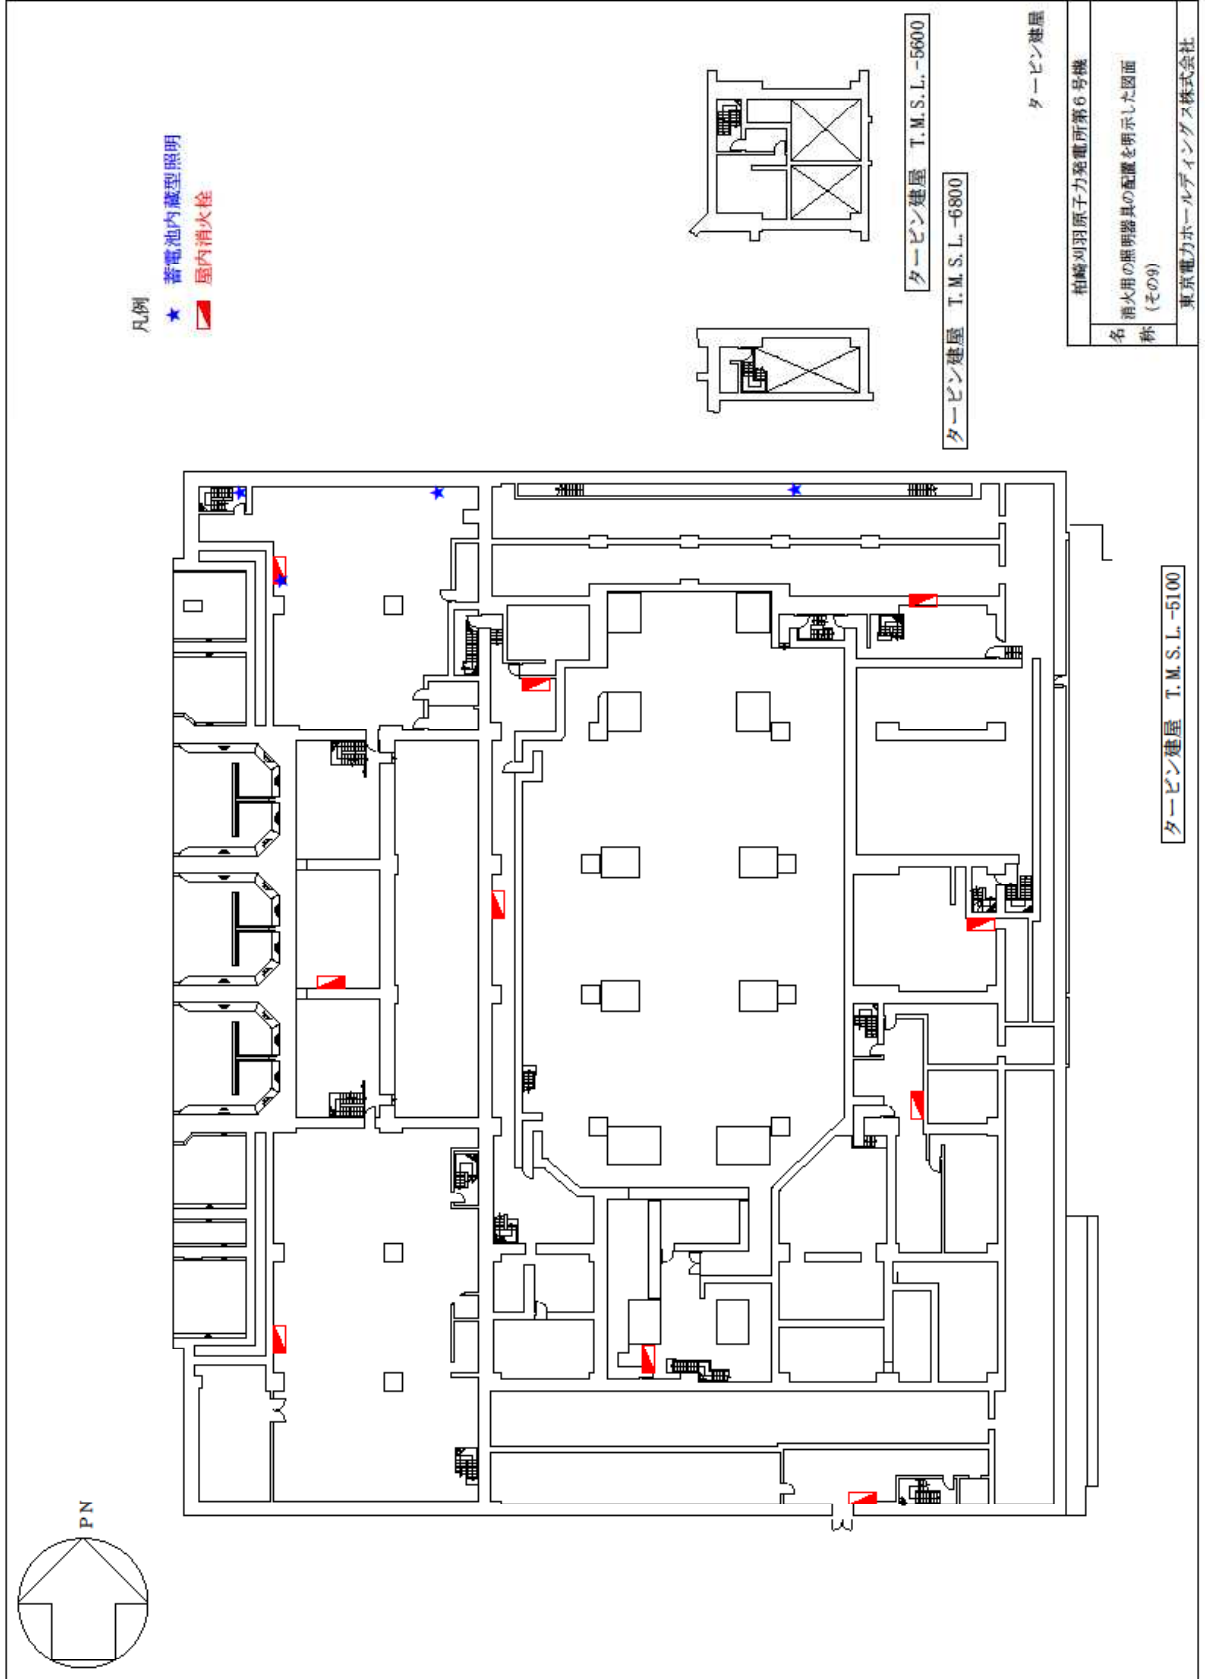 PN
凡例
★ 蓄電池内蔵型照明
屋内消火栓
タービン建屋 T.M.S.L.-5600
タービン建屋 T.M.S.L.-6800
タービン建屋 T.M.S.L.-5100
タービン建屋
柏崎刈羽原子力発電所第6号機
名称
消火用の照明器具の配置を明示した図面
(その9)
東京電力ホールディングス株式会社